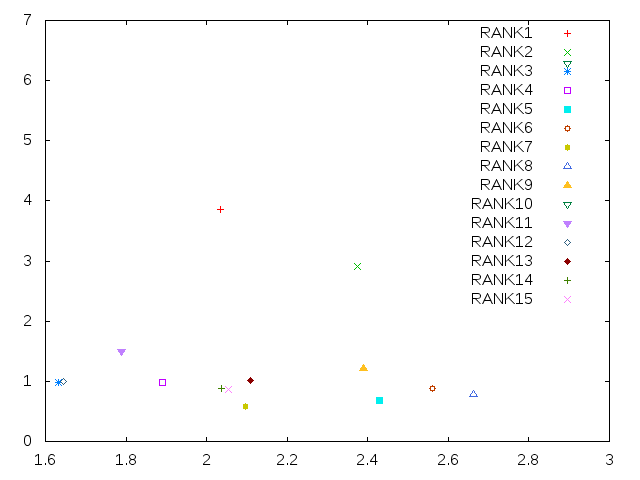 7
6
5
4
3
2
1
0
1.6 1.8 2 2.2 2.4 2.6 2.8 3
RANK1
RANK2
RANK3
RANK4
RANK5
RANK6
RANK7
RANK8
RANK9
RANK10
RANK11
RANK12
RANK13
RANK14
RANK15